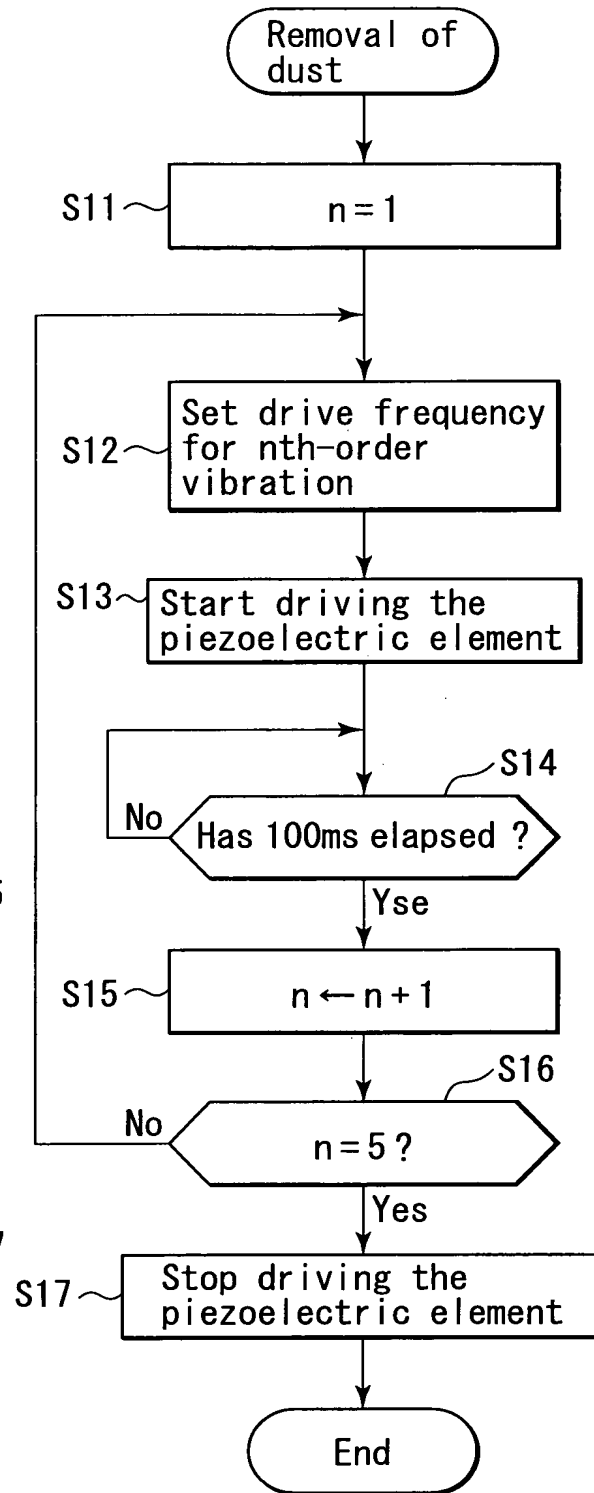 Removal of
dust
S11
n=1
S12
Set drive frequency
for nth-order
vibration
S13
Start driving the
piezoelectric element
S14
No
Has 100ms elapsed ?
Yse
S15
n ← n+1
S16
No
n=5?
Yes
S17
Stop driving the
piezoelectric element
End